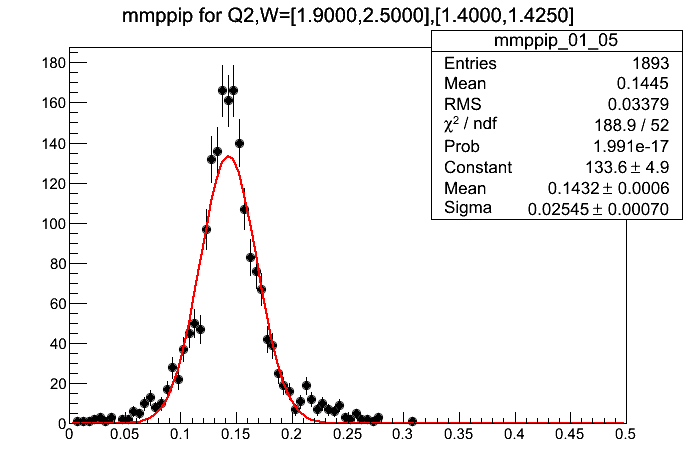 mmppip for Q2,W=[1.9000,2.5000],[1.4000,1.4250]
mmppip_01_05
Entries 1893
Mean 0.1445
RMS 0.03379
χ² / ndf 188.9 / 52
Prob 1.991e-17
Constant 133.6 ± 4.9
Mean 0.1432 ± 0.0006
Sigma 0.02545 ± 0.00070
180
160
140
120
100
80
60
40
20
0
0 0.05 0.1 0.15 0.2 0.25 0.3 0.35 0.4 0.45 0.5